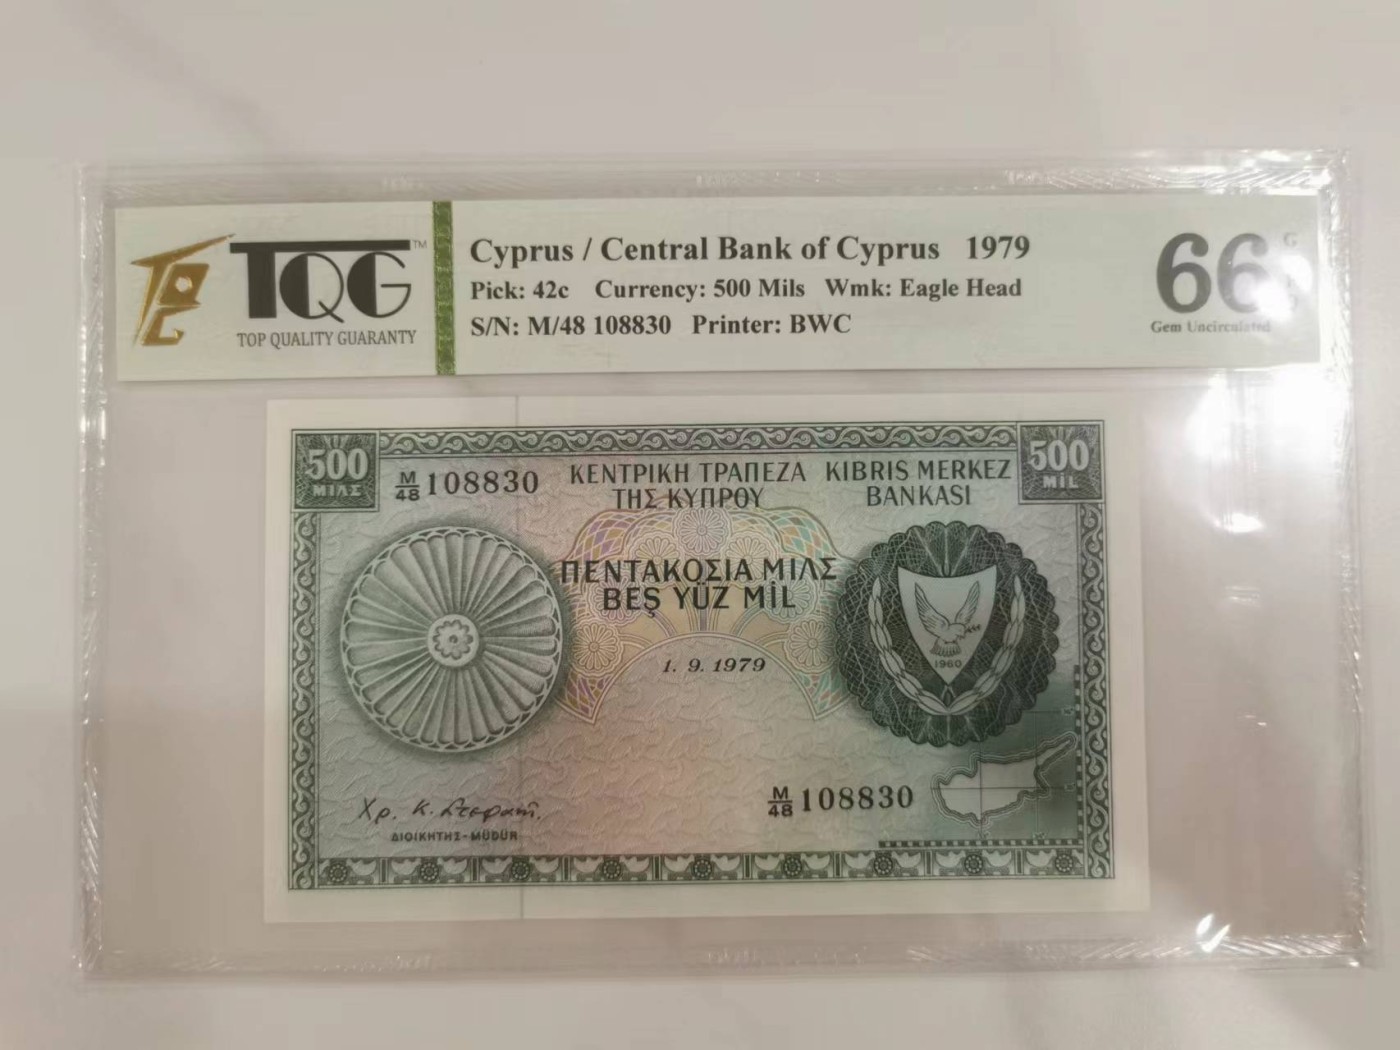 TQG™
TOP QUALITY GUARANTY
Cyprus / Central Bank of Cyprus 1979
Pick: 42c Currency: 500 Mils Wmk: Eagle Head
S/N: M/48 108830 Printer: BWC
66
Gem Uncirculated
500
ΜΙΛΣ
M/48 108830
ΚΕΝΤΡΙΚΗ ΤΡΑΠΕΖΑ
ΤΗΣ ΚΥΠΡΟΥ
KIBRIS MERKEZ
BANKASI
500
MİL
ΠΕΝΤΑΚΟΣΙΑ ΜΙΛΣ
BEŞ YÜZ MİL
1. 9. 1979
1960
M/48 108830
ΔΙΟΙΚΗΤΗΣ-MÜDÜR